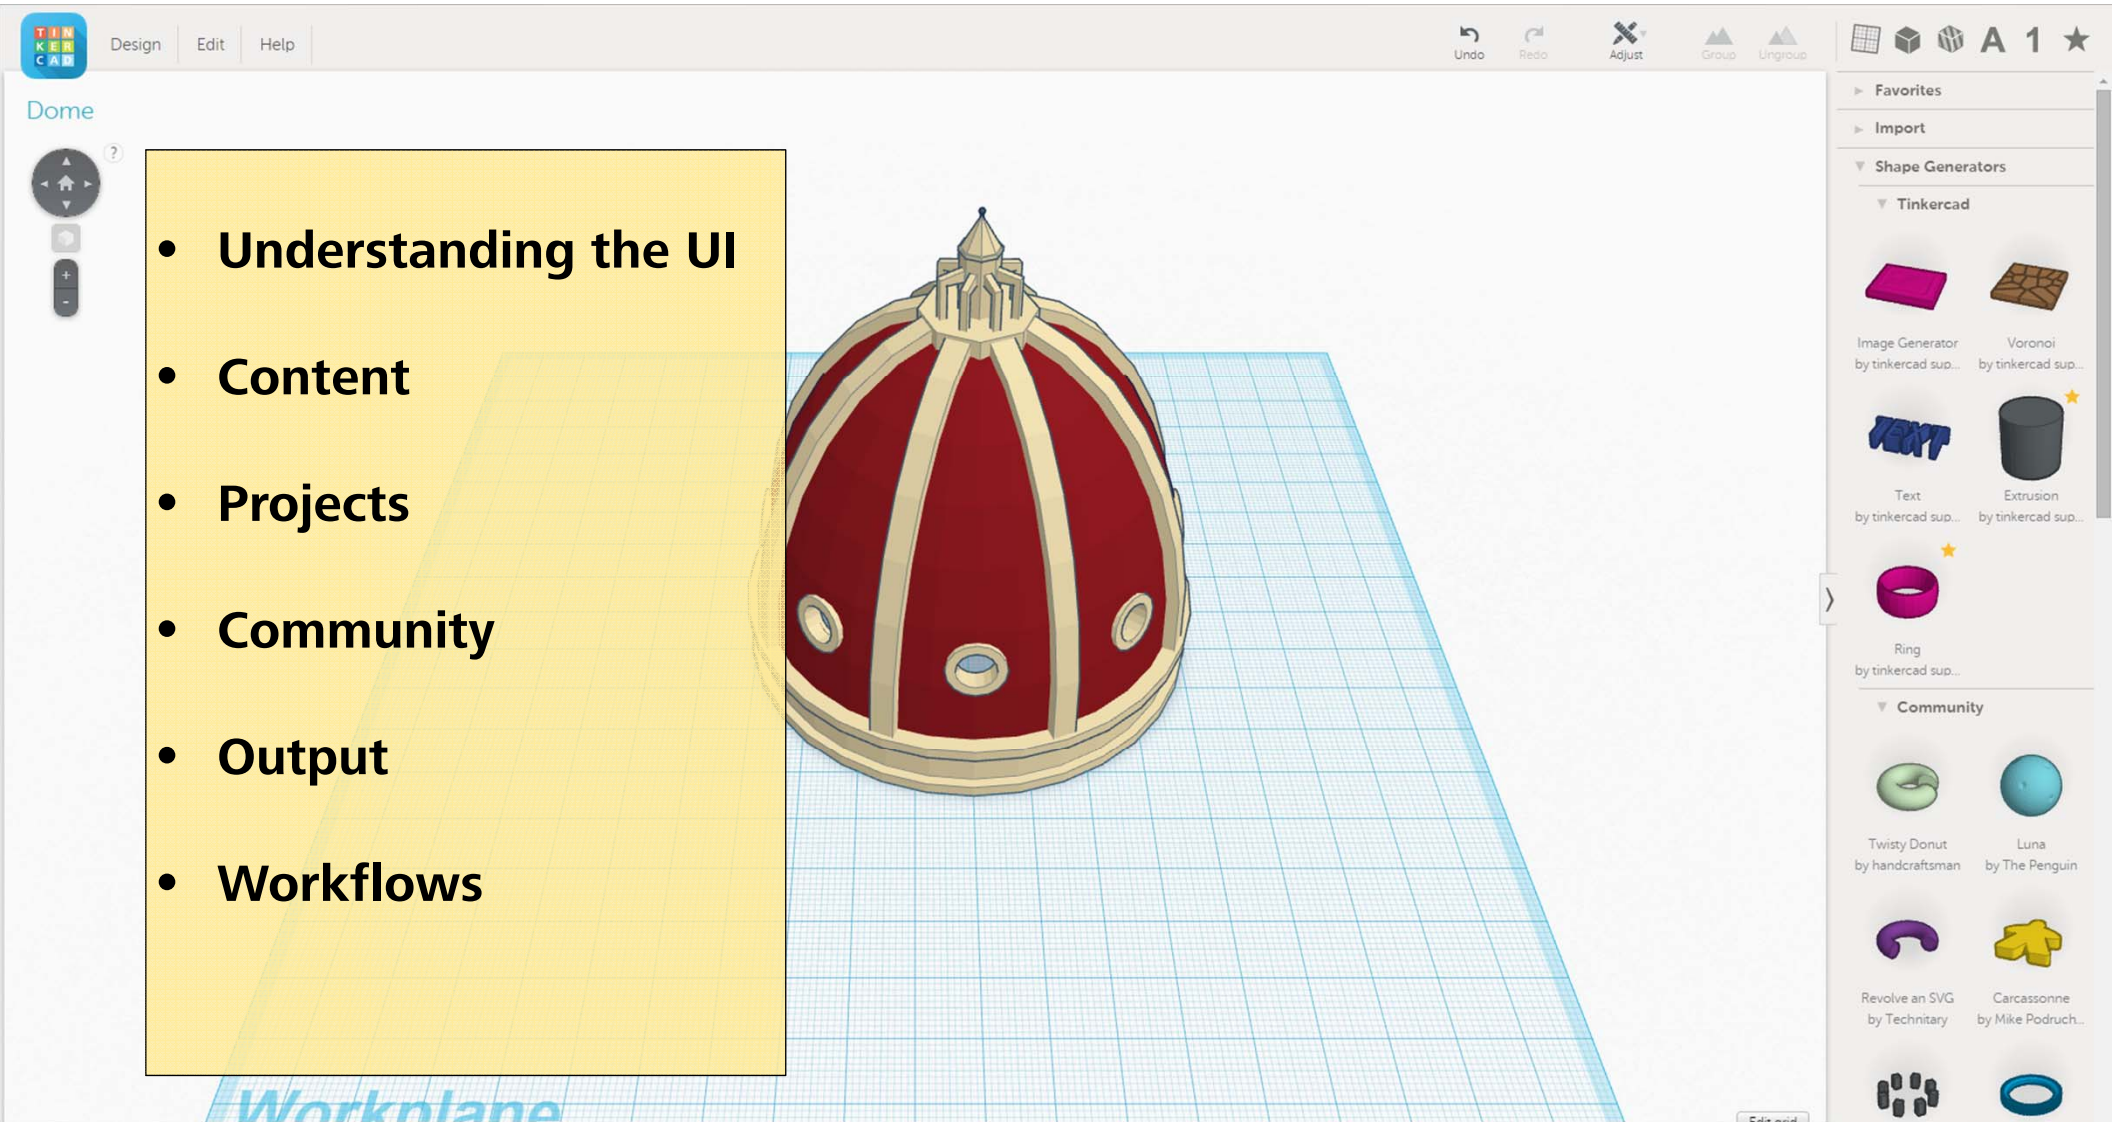 TIN
KER
CAD
Design
Edit
Help
Undo
Redo
Adjust
Group
Ungroup
A 1
Dome
?
+
-
• Understanding the UI
• Content
• Projects
• Community
• Output
• Workflows
Workplane
Edit grid
Favorites
Import
Shape Generators
Tinkercad
Image Generator
by tinkercad sup...
Voronoi
by tinkercad sup...
TEXT
Text
by tinkercad sup...
Extrusion
by tinkercad sup...
Ring
by tinkercad sup...
Community
Twisty Donut
by handcraftsman
Luna
by The Penguin
Revolve an SVG
by Technitary
Carcassonne
by Mike Podruch...